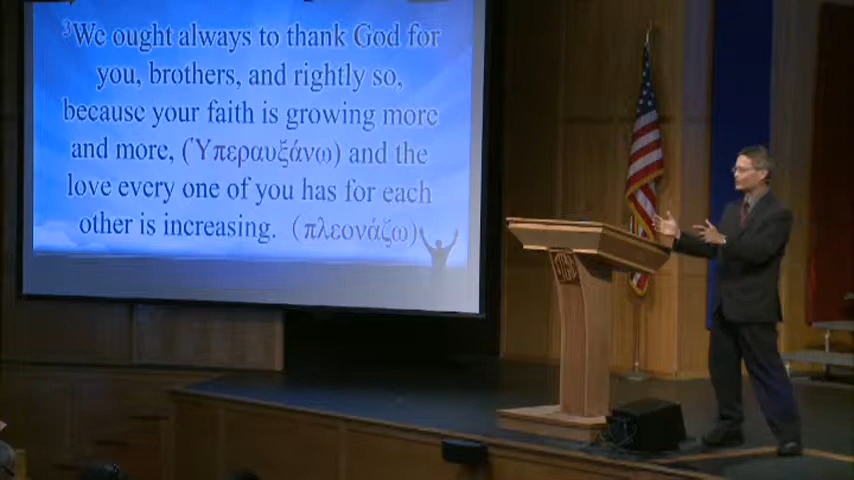 ³We ought always to thank God for
you, brothers, and rightly so,
because your faith is growing more
and more, (Ὑπεραυξάνω) and the
love every one of you has for each
other is increasing. (πλεονάζω)